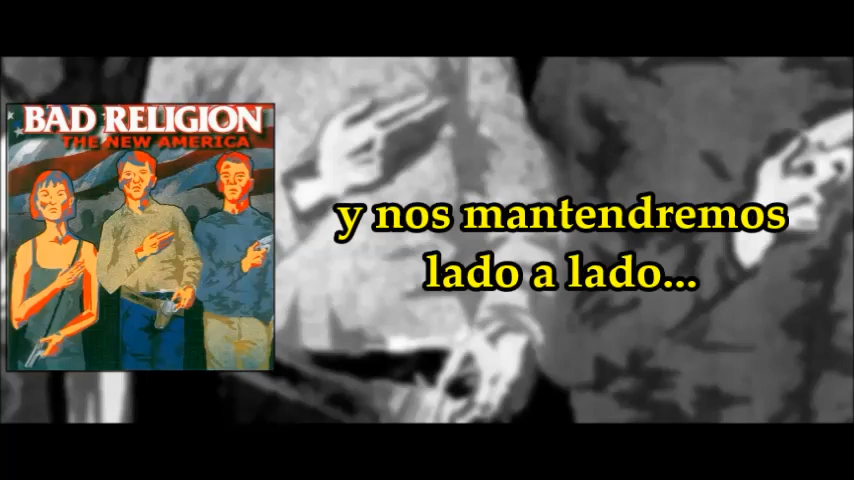 BAD RELIGION
THE NEW AMERICA
y nos mantendremos
lado a lado...